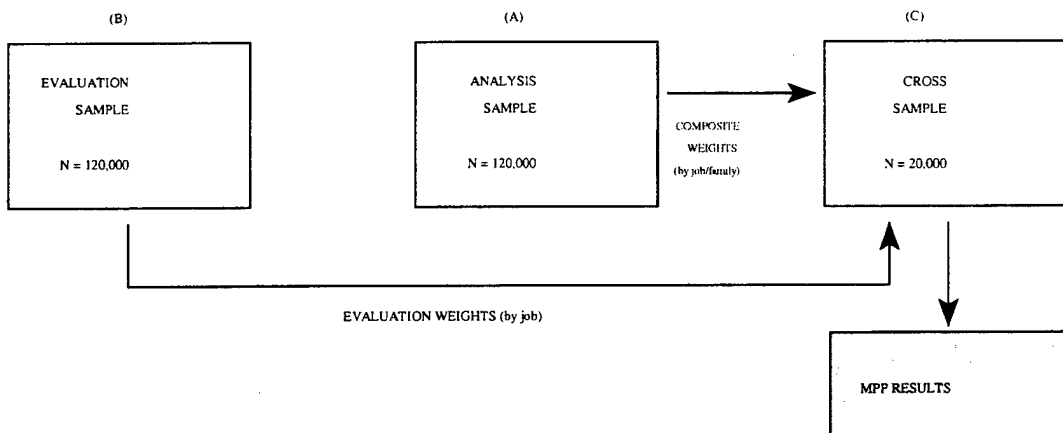 (B)
(A)
(C)
EVALUATION
SAMPLE
N = 120,000
ANALYSIS
SAMPLE
N = 120,000
COMPOSITE
WEIGHTS
(by job/family)
CROSS
SAMPLE
N = 20,000
EVALUATION WEIGHTS (by job)
MPP RESULTS